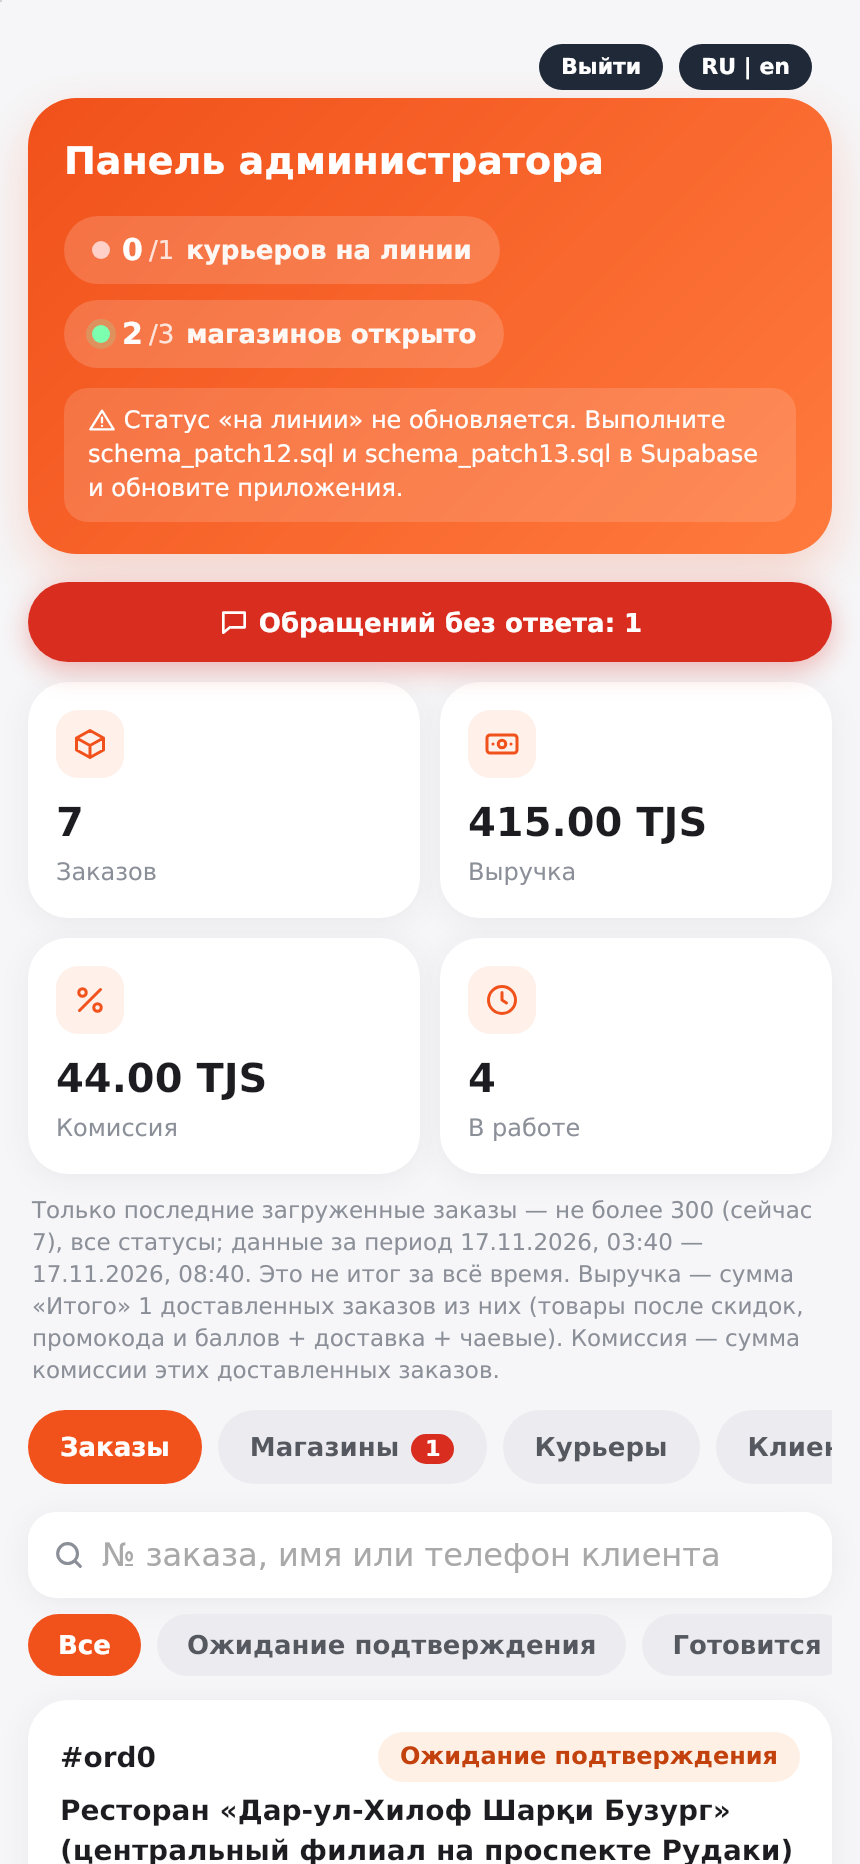 Выйти
RU | en
Панель администратора
0 /1 курьеров на линии
2 /3 магазинов открыто
Статус «на линии» не обновляется. Выполните
schema_patch12.sql и schema_patch13.sql в Supabase
и обновите приложения.
Обращений без ответа: 1
7
Заказов
415.00 TJS
Выручка
44.00 TJS
Комиссия
4
В работе
Только последние загруженные заказы — не более 300 (сейчас
7), все статусы; данные за период 17.11.2026, 03:40 —
17.11.2026, 08:40. Это не итог за всё время. Выручка — сумма
«Итого» 1 доставленных заказов из них (товары после скидок,
промокода и баллов + доставка + чаевые). Комиссия — сумма
комиссии этих доставленных заказов.
Заказы
Магазины 1
Курьеры
Клиен
№ заказа, имя или телефон клиента
Все
Ожидание подтверждения
Готовится
#ord0
Ожидание подтверждения
Ресторан «Дар-ул-Хилоф Шарқи Бузург»
(центральный филиал на проспекте Рудаки)